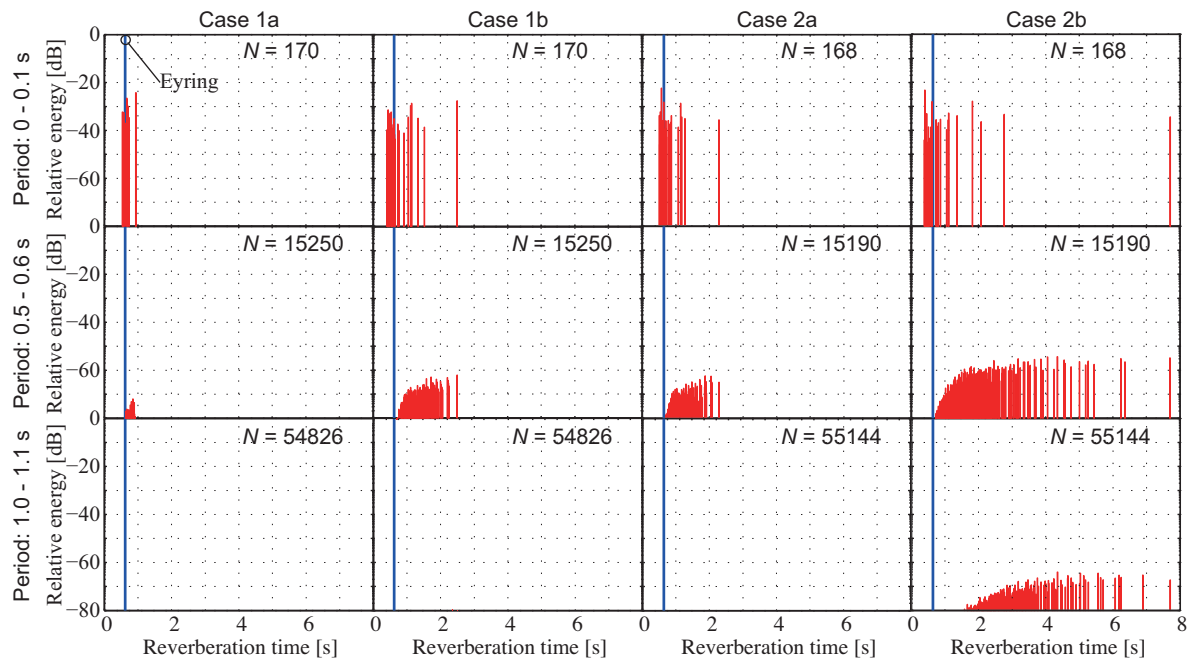 Case 1a Case 1b Case 2a Case 2b
Period: 0 - 0.1 s
Relative energy [dB]
0
−20
−40
−60
0
N = 170 N = 170 N = 168 N = 168
Eyring
Period: 0.5 - 0.6 s
Relative energy [dB]
−20
−40
−60
0
N = 15250 N = 15250 N = 15190 N = 15190
Period: 1.0 - 1.1 s
Relative energy [dB]
−20
−40
−60
−80
N = 54826 N = 54826 N = 55144 N = 55144
0 2 4 6 0 2 4 6 0 2 4 6 0 2 4 6 8
Reverberation time [s] Reverberation time [s] Reverberation time [s] Reverberation time [s]